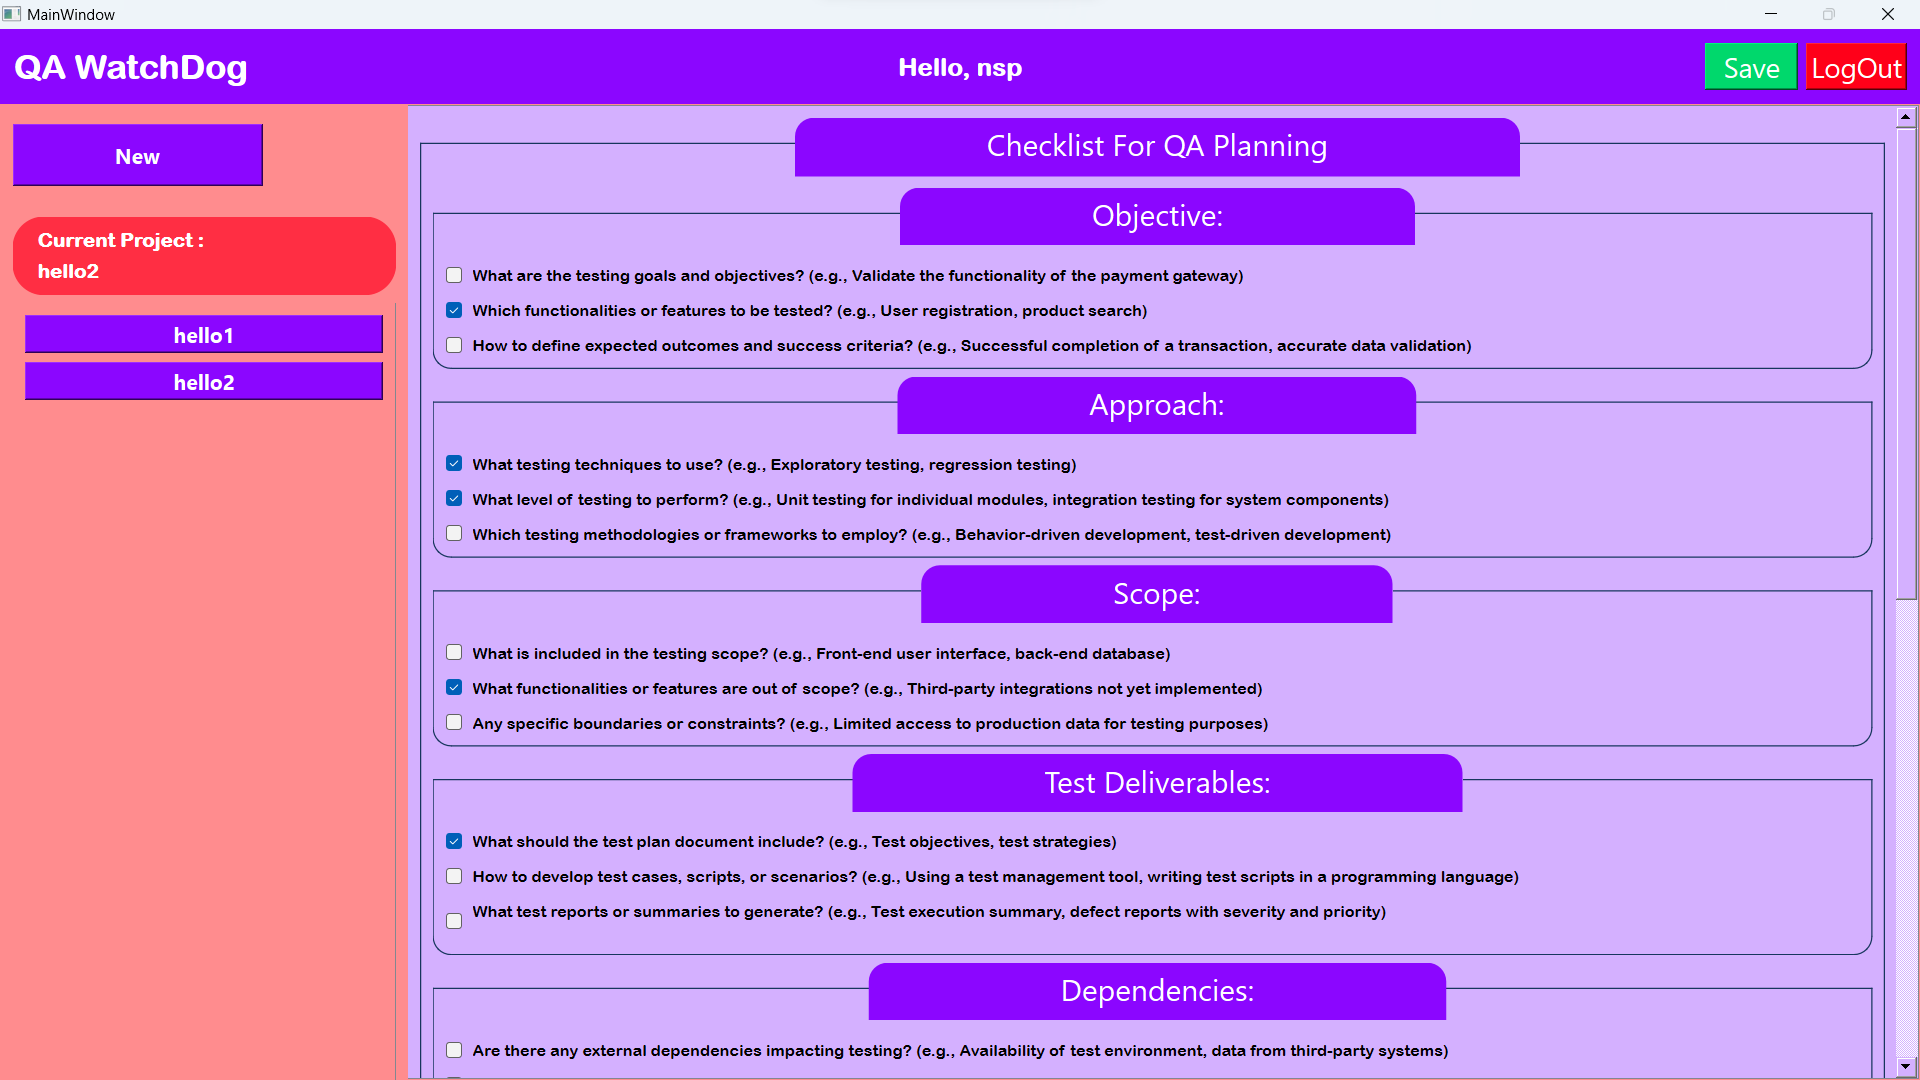 MainWindow
QA WatchDog
Hello, nsp
Save
LogOut
New
Current Project :
hello2
hello1
hello2
Checklist For QA Planning
Objective:
What are the testing goals and objectives? (e.g., Validate the functionality of the payment gateway)
Which functionalities or features to be tested? (e.g., User registration, product search)
How to define expected outcomes and success criteria? (e.g., Successful completion of a transaction, accurate data validation)
Approach:
What testing techniques to use? (e.g., Exploratory testing, regression testing)
What level of testing to perform? (e.g., Unit testing for individual modules, integration testing for system components)
Which testing methodologies or frameworks to employ? (e.g., Behavior-driven development, test-driven development)
Scope:
What is included in the testing scope? (e.g., Front-end user interface, back-end database)
What functionalities or features are out of scope? (e.g., Third-party integrations not yet implemented)
Any specific boundaries or constraints? (e.g., Limited access to production data for testing purposes)
Test Deliverables:
What should the test plan document include? (e.g., Test objectives, test strategies)
How to develop test cases, scripts, or scenarios? (e.g., Using a test management tool, writing test scripts in a programming language)
What test reports or summaries to generate? (e.g., Test execution summary, defect reports with severity and priority)
Dependencies:
Are there any external dependencies impacting testing? (e.g., Availability of test environment, data from third-party systems)